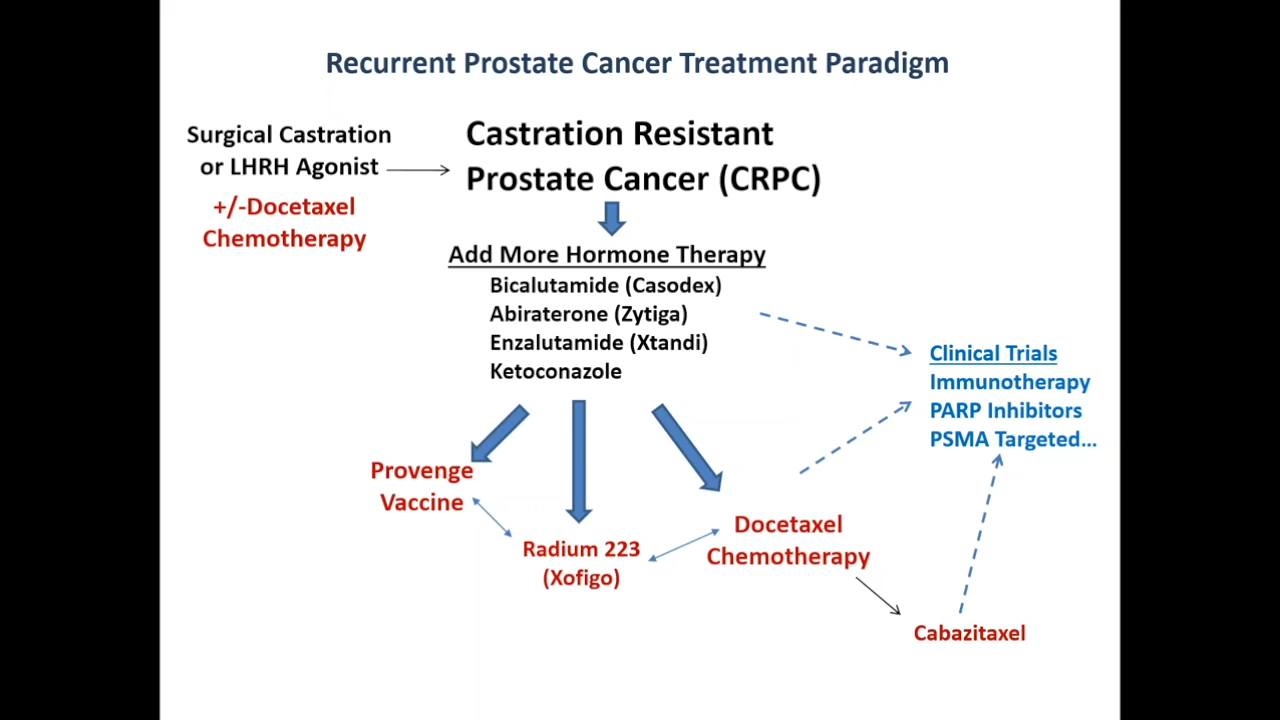 Recurrent Prostate Cancer Treatment Paradigm
Surgical Castration
or LHRH Agonist
+/-Docetaxel
Chemotherapy
Castration Resistant
Prostate Cancer (CRPC)
Add More Hormone Therapy
Bicalutamide (Casodex)
Abiraterone (Zytiga)
Enzalutamide (Xtandi)
Ketoconazole
Clinical Trials
Immunotherapy
PARP Inhibitors
PSMA Targeted…
Provenge
Vaccine
Radium 223
(Xofigo)
Docetaxel
Chemotherapy
Cabazitaxel